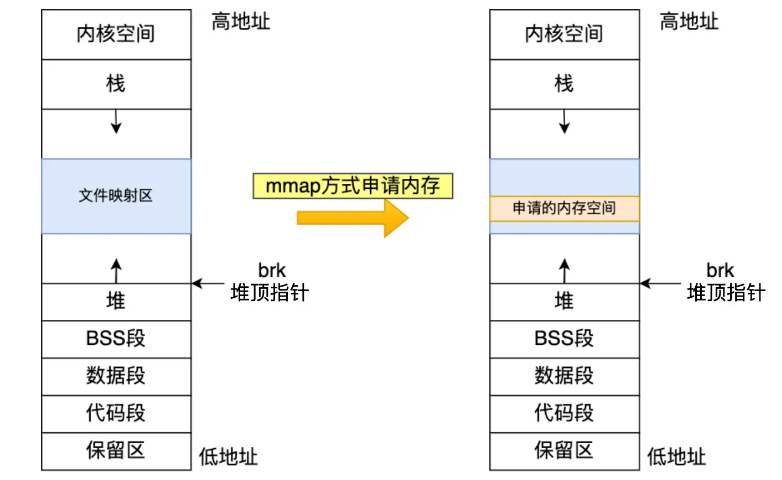 内核空间
高地址
栈
文件映射区
brk
堆顶指针
堆
BSS段
数据段
代码段
保留区
低地址
mmap方式申请内存
内核空间
高地址
栈
申请的内存空间
brk
堆顶指针
堆
BSS段
数据段
代码段
保留区
低地址